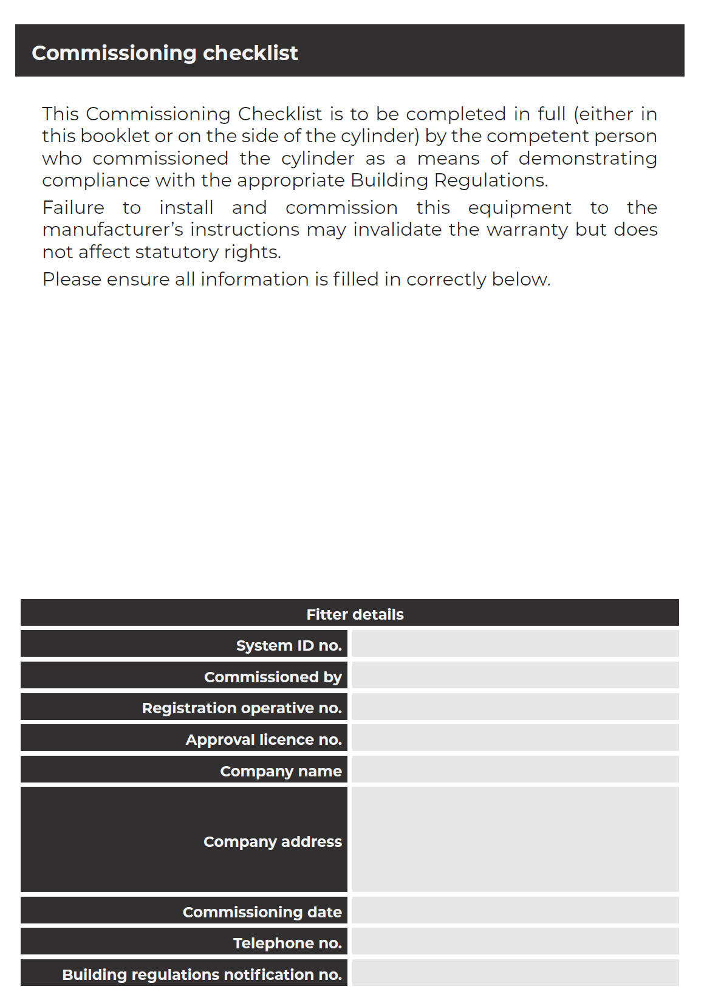 Commissioning checklist
This Commissioning Checklist is to be completed in full (either in
this booklet or on the side of the cylinder) by the competent person
who commissioned the cylinder as a means of demonstrating
compliance with the appropriate Building Regulations.
Failure to install and commission this equipment to the
manufacturer’s instructions may invalidate the warranty but does
not affect statutory rights.
Please ensure all information is filled in correctly below.
Fitter details
System ID no.
Commissioned by
Registration operative no.
Approval licence no.
Company name
Company address
Commissioning date
Telephone no.
Building regulations notification no.